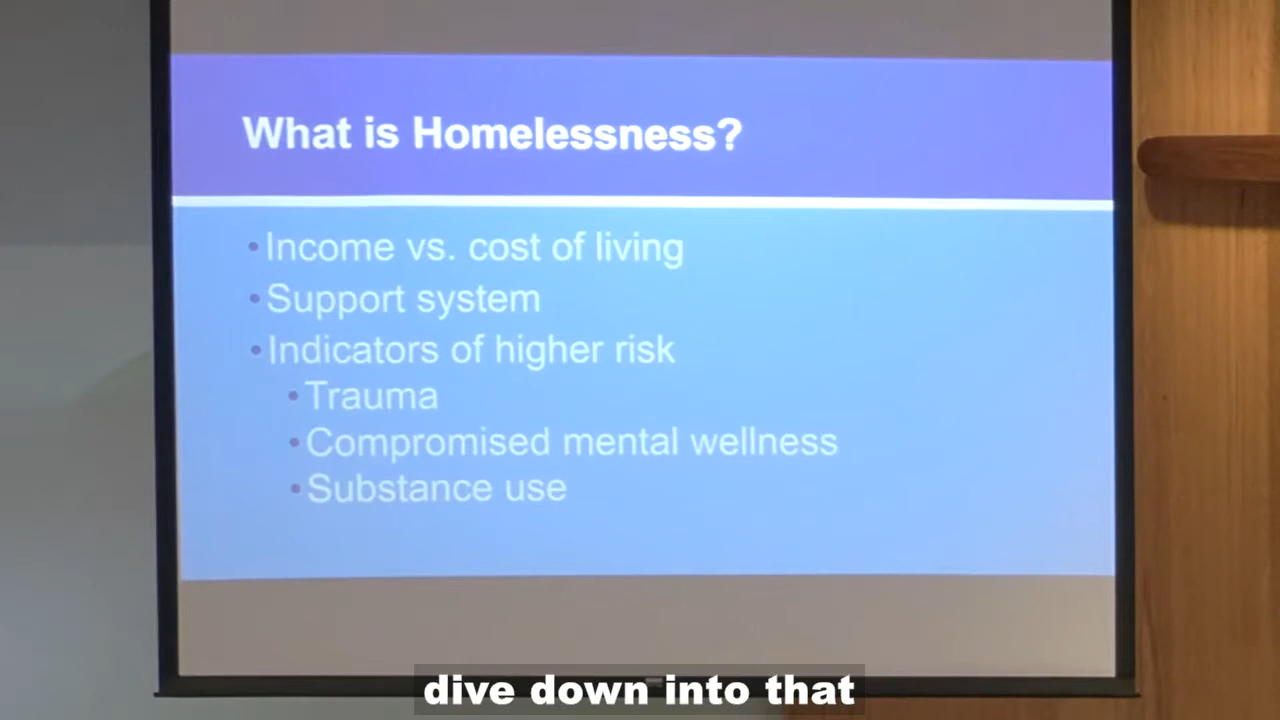 What is Homelessness?
• Income vs. cost of living
• Support system
• Indicators of higher risk
• Trauma
• Compromised mental wellness
• Substance use
dive down into that